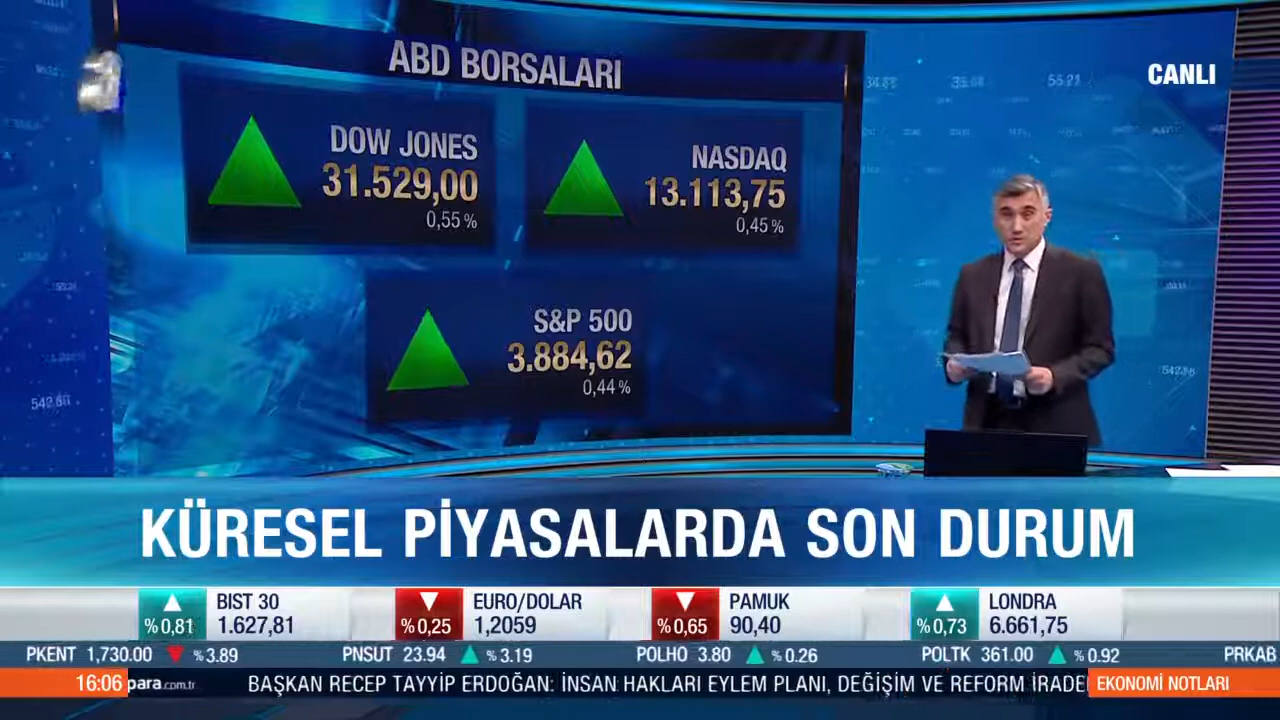 ABD BORSALARI
CANLI
DOW JONES
31.529,00
0,55 %
NASDAQ
13.113,75
0,45 %
S&P 500
3.884,62
0,44 %
KÜRESEL PİYASALARDA SON DURUM
% 0,81 BIST 30 1.627,81
% 0,25 EURO/DOLAR 1,2059
% 0,65 PAMUK 90,40
% 0,73 LONDRA 6.661,75
PKENT 1,730.00 %3.89 PNSUT 23.94 %3.19 POLHO 3.80 %0.26 POLTK 361.00 %0.92 PRKAB
16:06 para.com.tr BAŞKAN RECEP TAYYİP ERDOĞAN: İNSAN HAKLARI EYLEM PLANI, DEĞİŞİM VE REFORM İRADE EKONOMİ NOTLARI